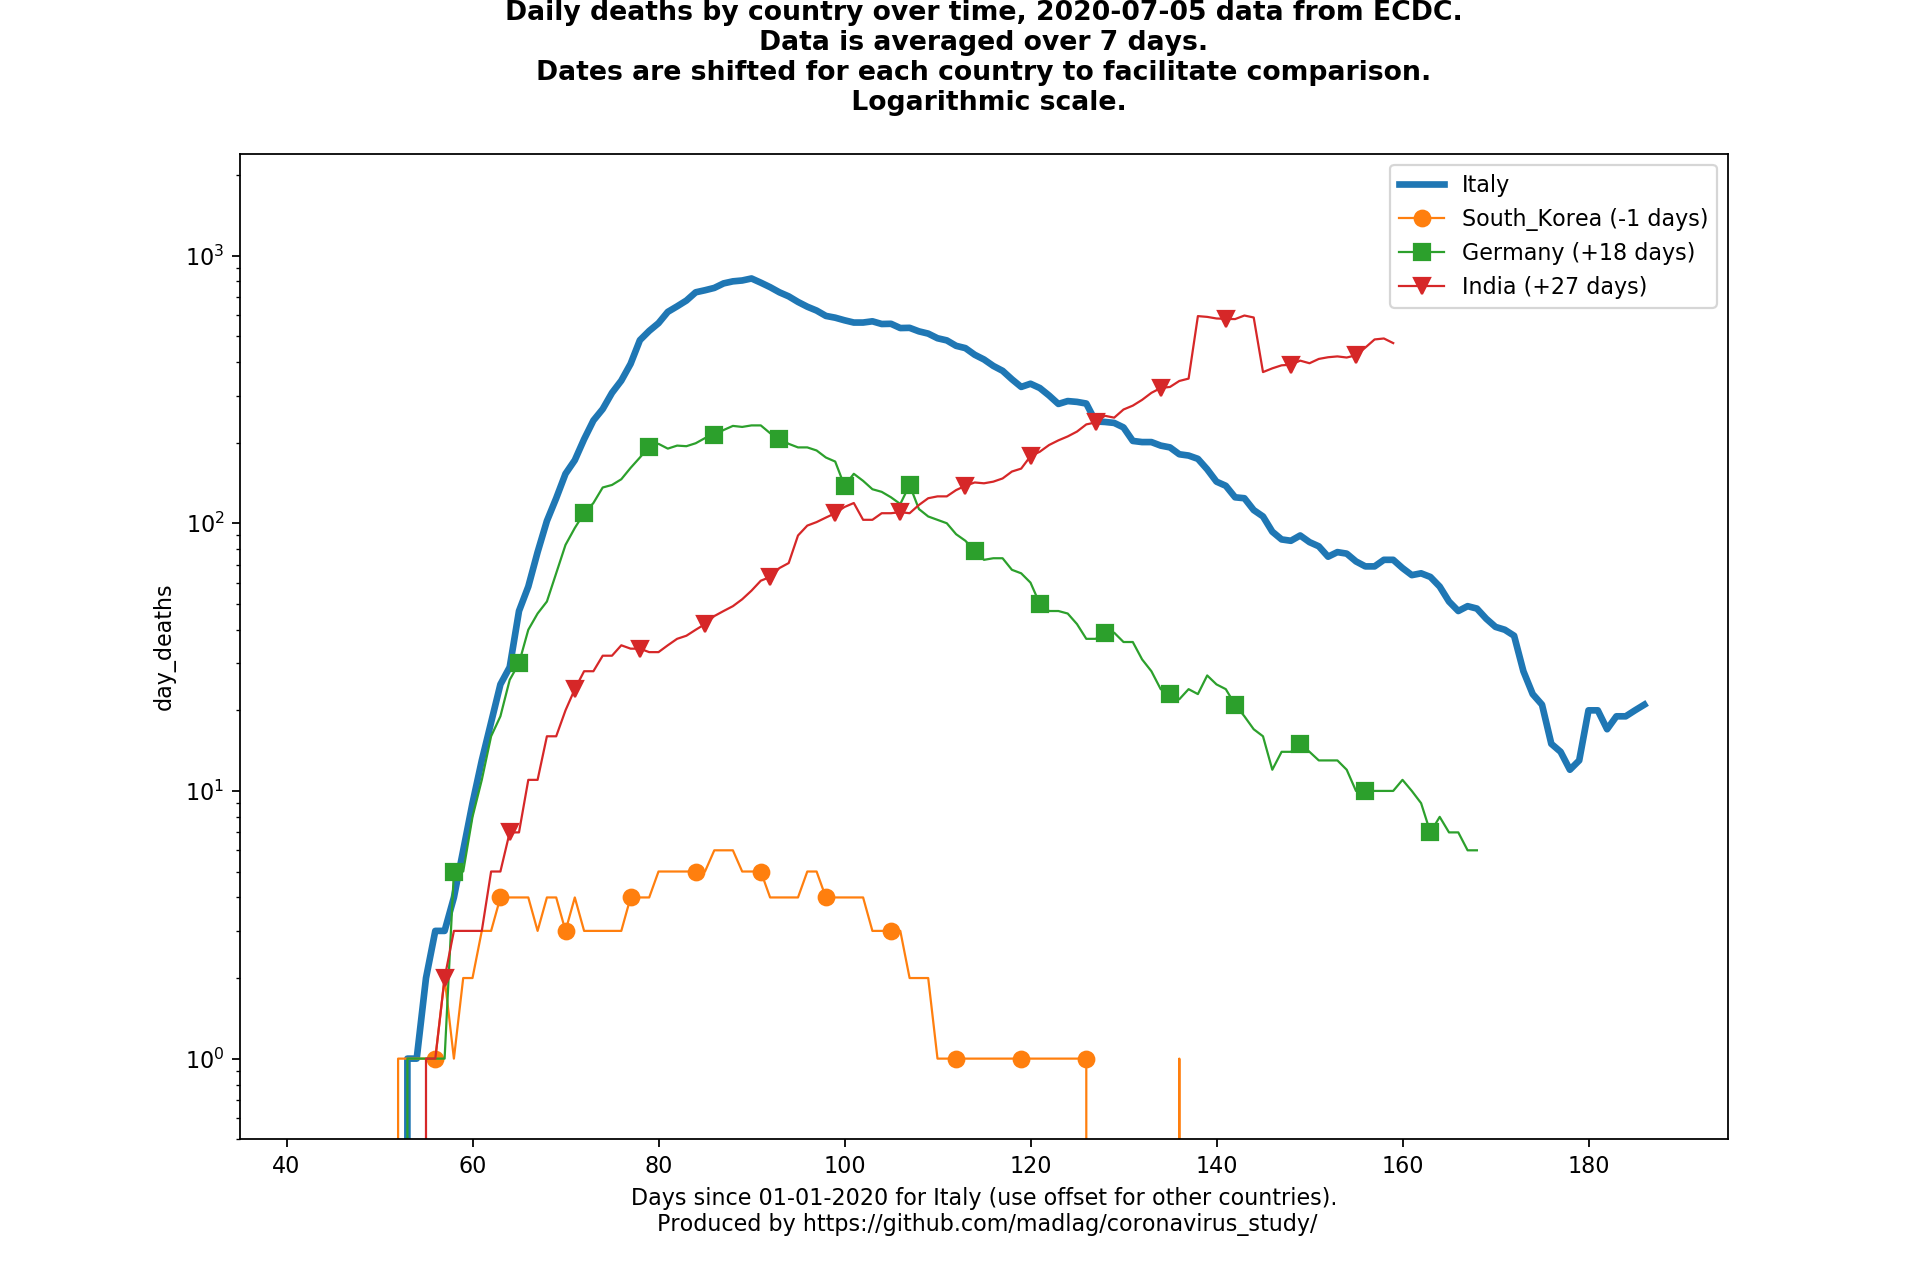 Daily deaths by country over time, 2020-07-05 data from ECDC.
Data is averaged over 7 days.
Dates are shifted for each country to facilitate comparison.
Logarithmic scale.
Italy
South_Korea (-1 days)
Germany (+18 days)
India (+27 days)
10³
10²
10¹
10⁰
day_deaths
40 60 80 100 120 140 160 180
Days since 01-01-2020 for Italy (use offset for other countries).
Produced by https://github.com/madlag/coronavirus_study/